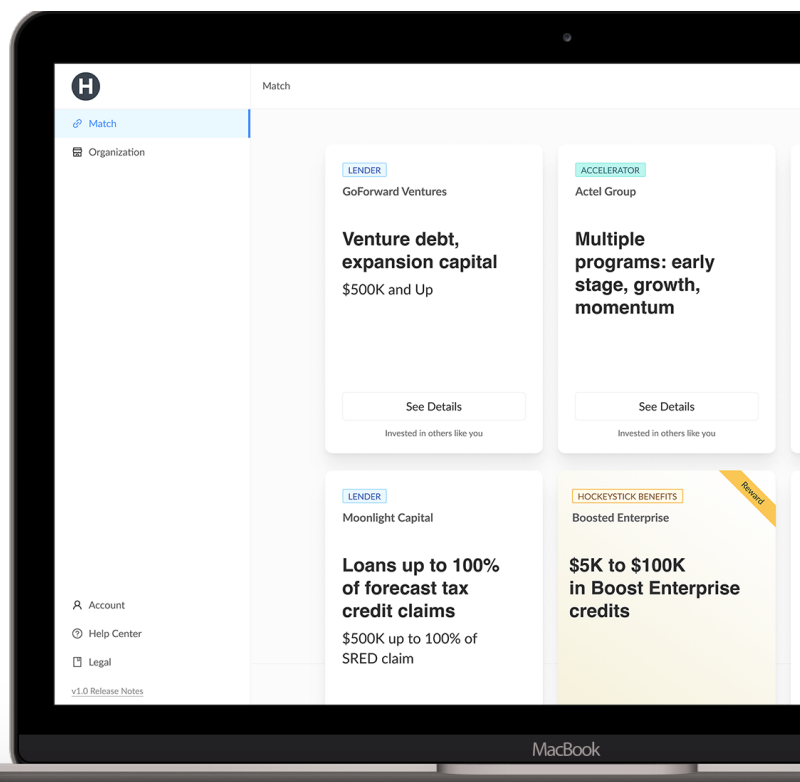 H
Match
Match
Organization
LENDER
GoForward Ventures
Venture debt,
expansion capital
$500K and Up
See Details
Invested in others like you
ACCELERATOR
Actel Group
Multiple
programs: early
stage, growth,
momentum
See Details
Invested in others like you
LENDER
Moonlight Capital
Loans up to 100%
of forecast tax
credit claims
$500K up to 100% of
SRED claim
HOCKEYSTICK BENEFITS
Reward
Boosted Enterprise
$5K to $100K
in Boost Enterprise
credits
Account
Help Center
Legal
v1.0 Release Notes
MacBook